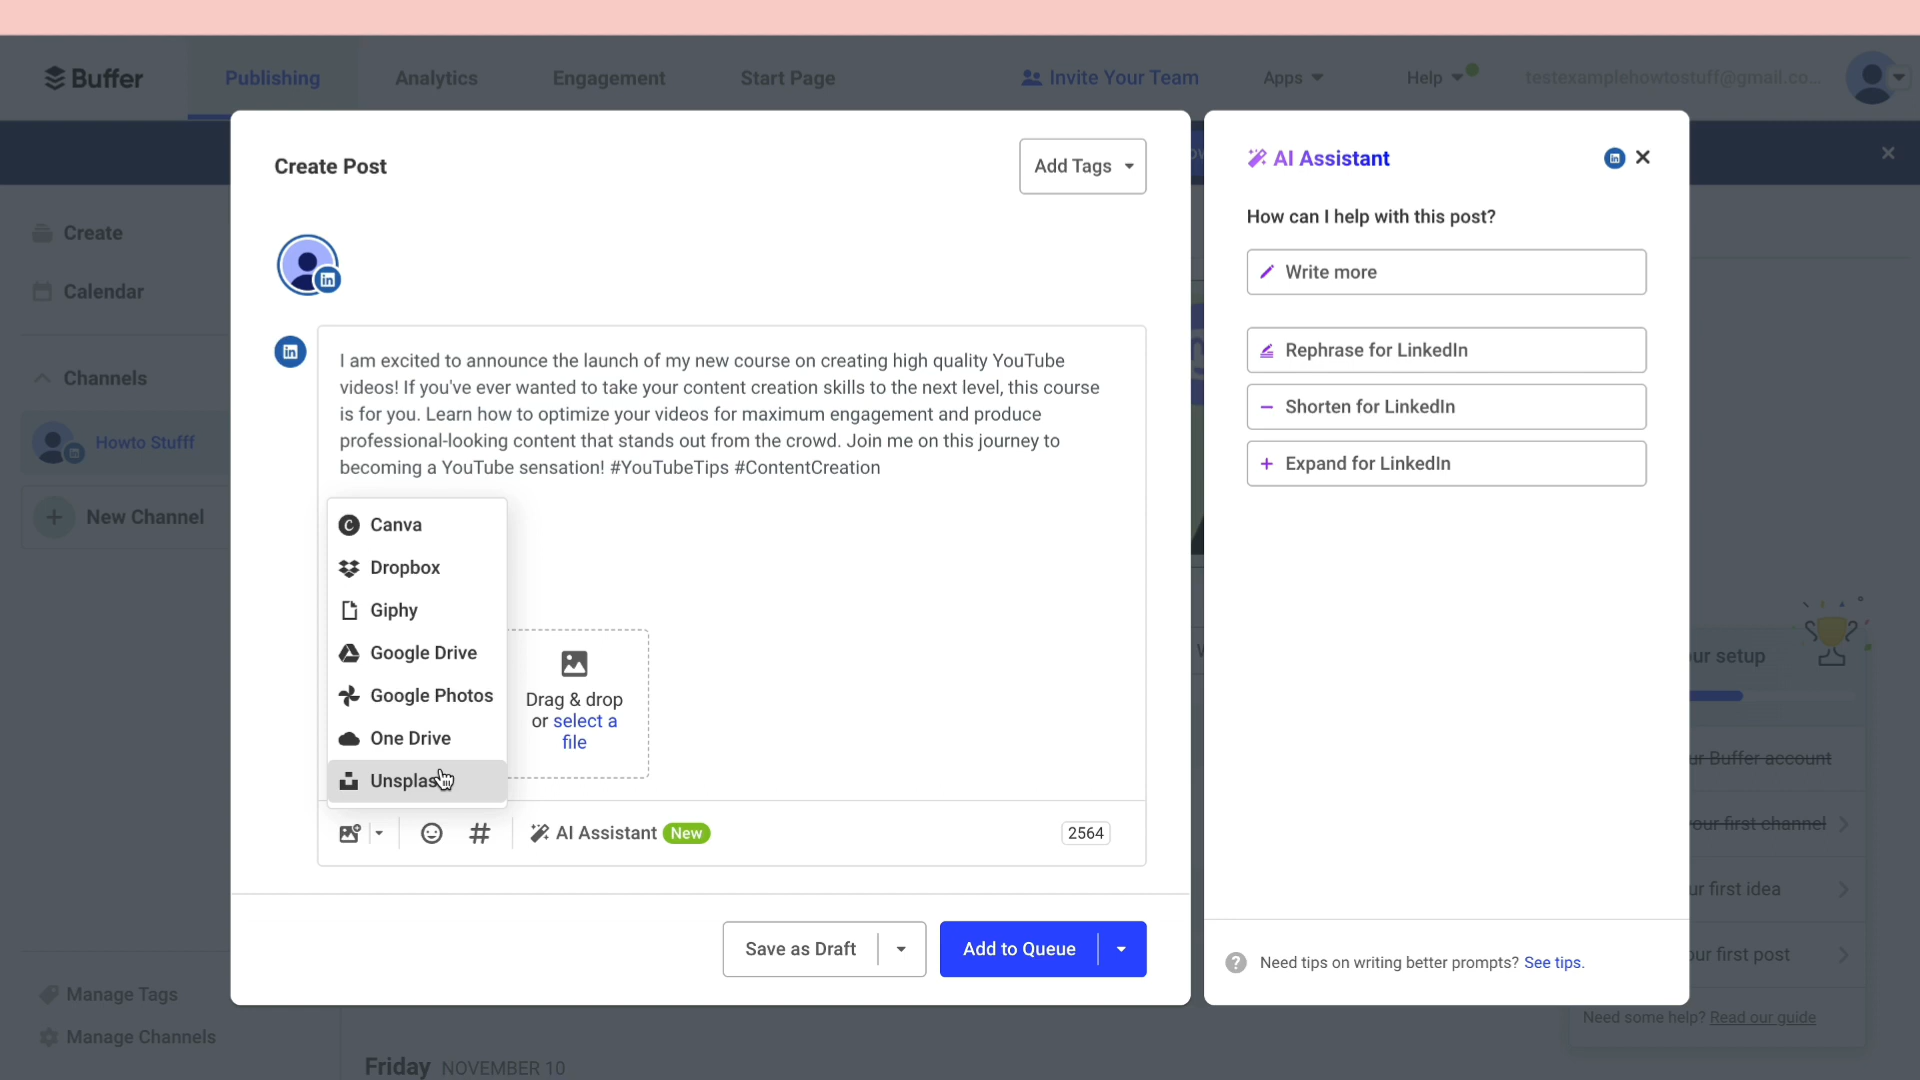 Buffer
Publishing
Analytics
Engagement
Start Page
Invite Your Team
Apps
Help
testexamplehowtostuff@gmail.co...
Create
Calendar
Channels
Howto Stufff
New Channel
Manage Tags
Manage Channels
Create Post
Add Tags
I am excited to announce the launch of my new course on creating high quality YouTube
videos! If you've ever wanted to take your content creation skills to the next level, this course
is for you. Learn how to optimize your videos for maximum engagement and produce
professional-looking content that stands out from the crowd. Join me on this journey to
becoming a YouTube sensation! #YouTubeTips #ContentCreation
Canva
Dropbox
Giphy
Google Drive
Google Photos
One Drive
Drag & drop
or select a
file
AI Assistant New
2564
Save as Draft
Add to Queue
AI Assistant
How can I help with this post?
Write more
Rephrase for LinkedIn
Shorten for LinkedIn
Expand for LinkedIn
Need tips on writing better prompts? See tips.
setup
Buffer account
first channel
first idea
first post
Need some help? Read our guide
Friday NOVEMBER 10